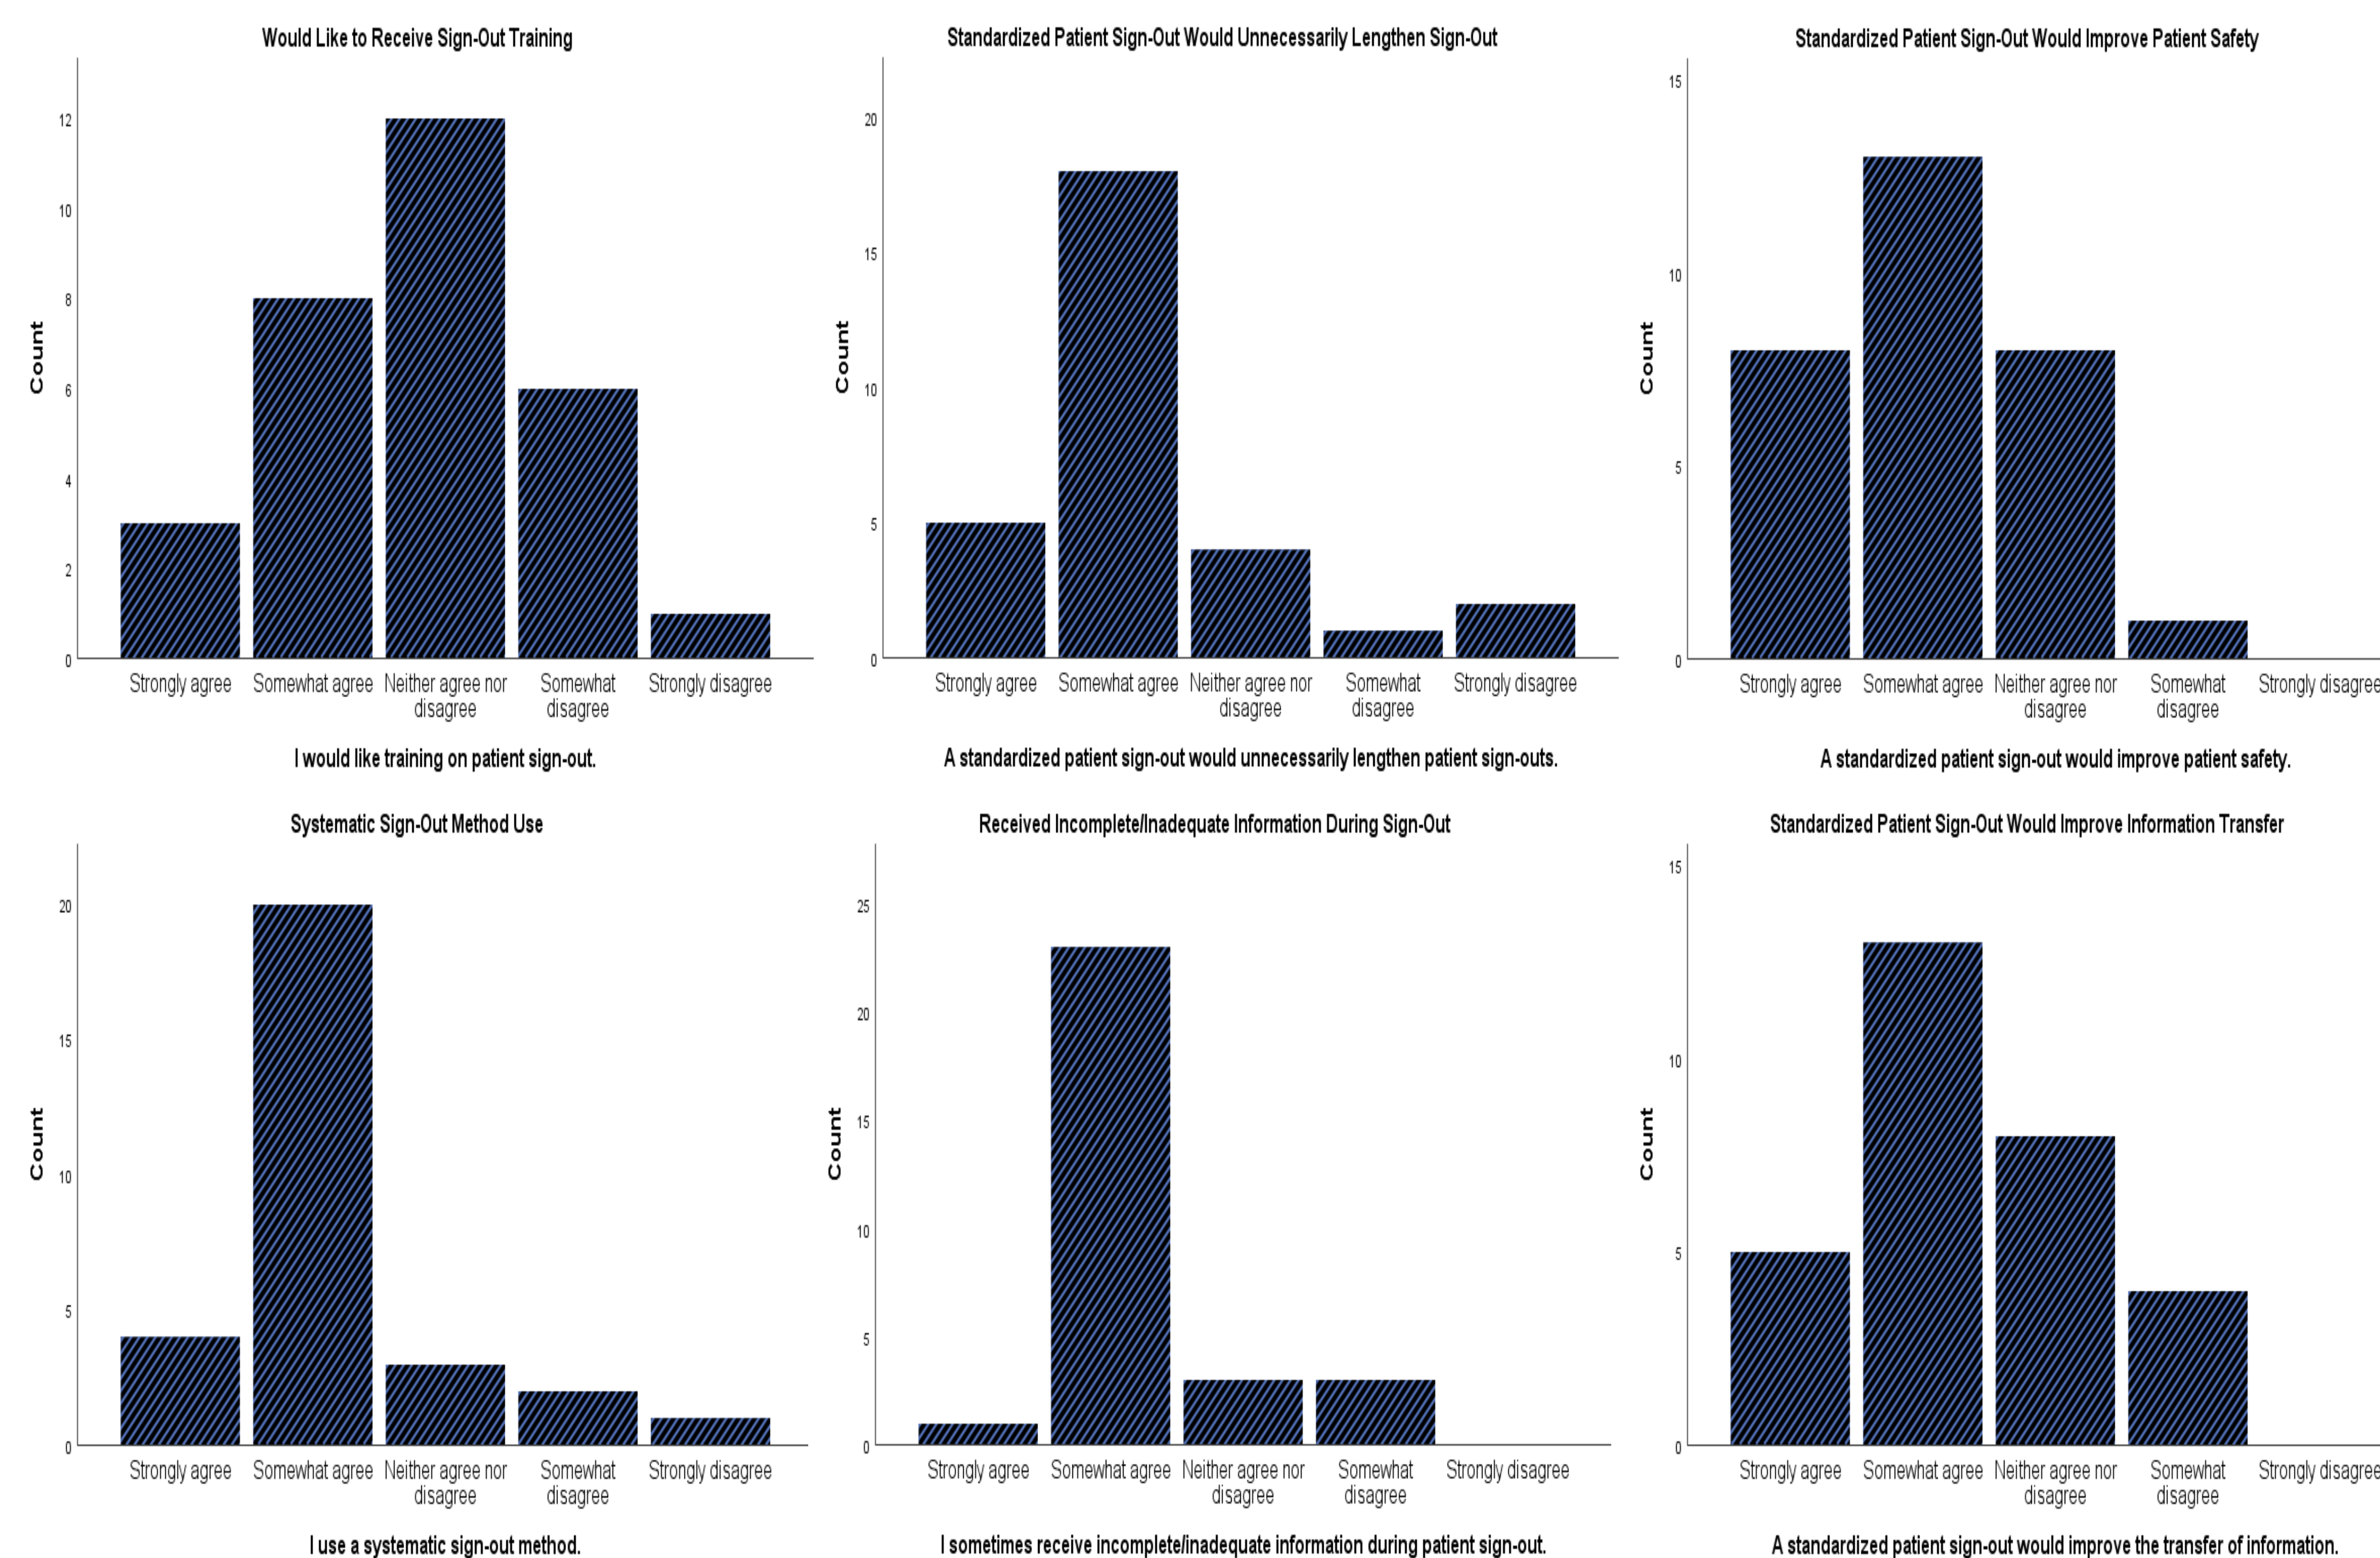 Would Like to Receive Sign-Out Training
Count
12
10
8
6
4
2
0
Strongly agree
Somewhat agree
Neither agree nor
disagree
Somewhat
disagree
Strongly disagree
I would like training on patient sign-out.
Standardized Patient Sign-Out Would Unnecessarily Lengthen Sign-Out
Count
20
15
10
5
0
Strongly agree
Somewhat agree
Neither agree nor
disagree
Somewhat
disagree
Strongly disagree
A standardized patient sign-out would unnecessarily lengthen patient sign-outs.
Standardized Patient Sign-Out Would Improve Patient Safety
Count
15
10
5
0
Strongly agree
Somewhat agree
Neither agree nor
disagree
Somewhat
disagree
Strongly disagree
A standardized patient sign-out would improve patient safety.
Systematic Sign-Out Method Use
Count
20
15
10
5
0
Strongly agree
Somewhat agree
Neither agree nor
disagree
Somewhat
disagree
Strongly disagree
I use a systematic sign-out method.
Received Incomplete/Inadequate Information During Sign-Out
Count
25
20
15
10
5
0
Strongly agree
Somewhat agree
Neither agree nor
disagree
Somewhat
disagree
Strongly disagree
I sometimes receive incomplete/inadequate information during patient sign-out.
Standardized Patient Sign-Out Would Improve Information Transfer
Count
15
10
5
0
Strongly agree
Somewhat agree
Neither agree nor
disagree
Somewhat
disagree
Strongly disagree
A standardized patient sign-out would improve the transfer of information.